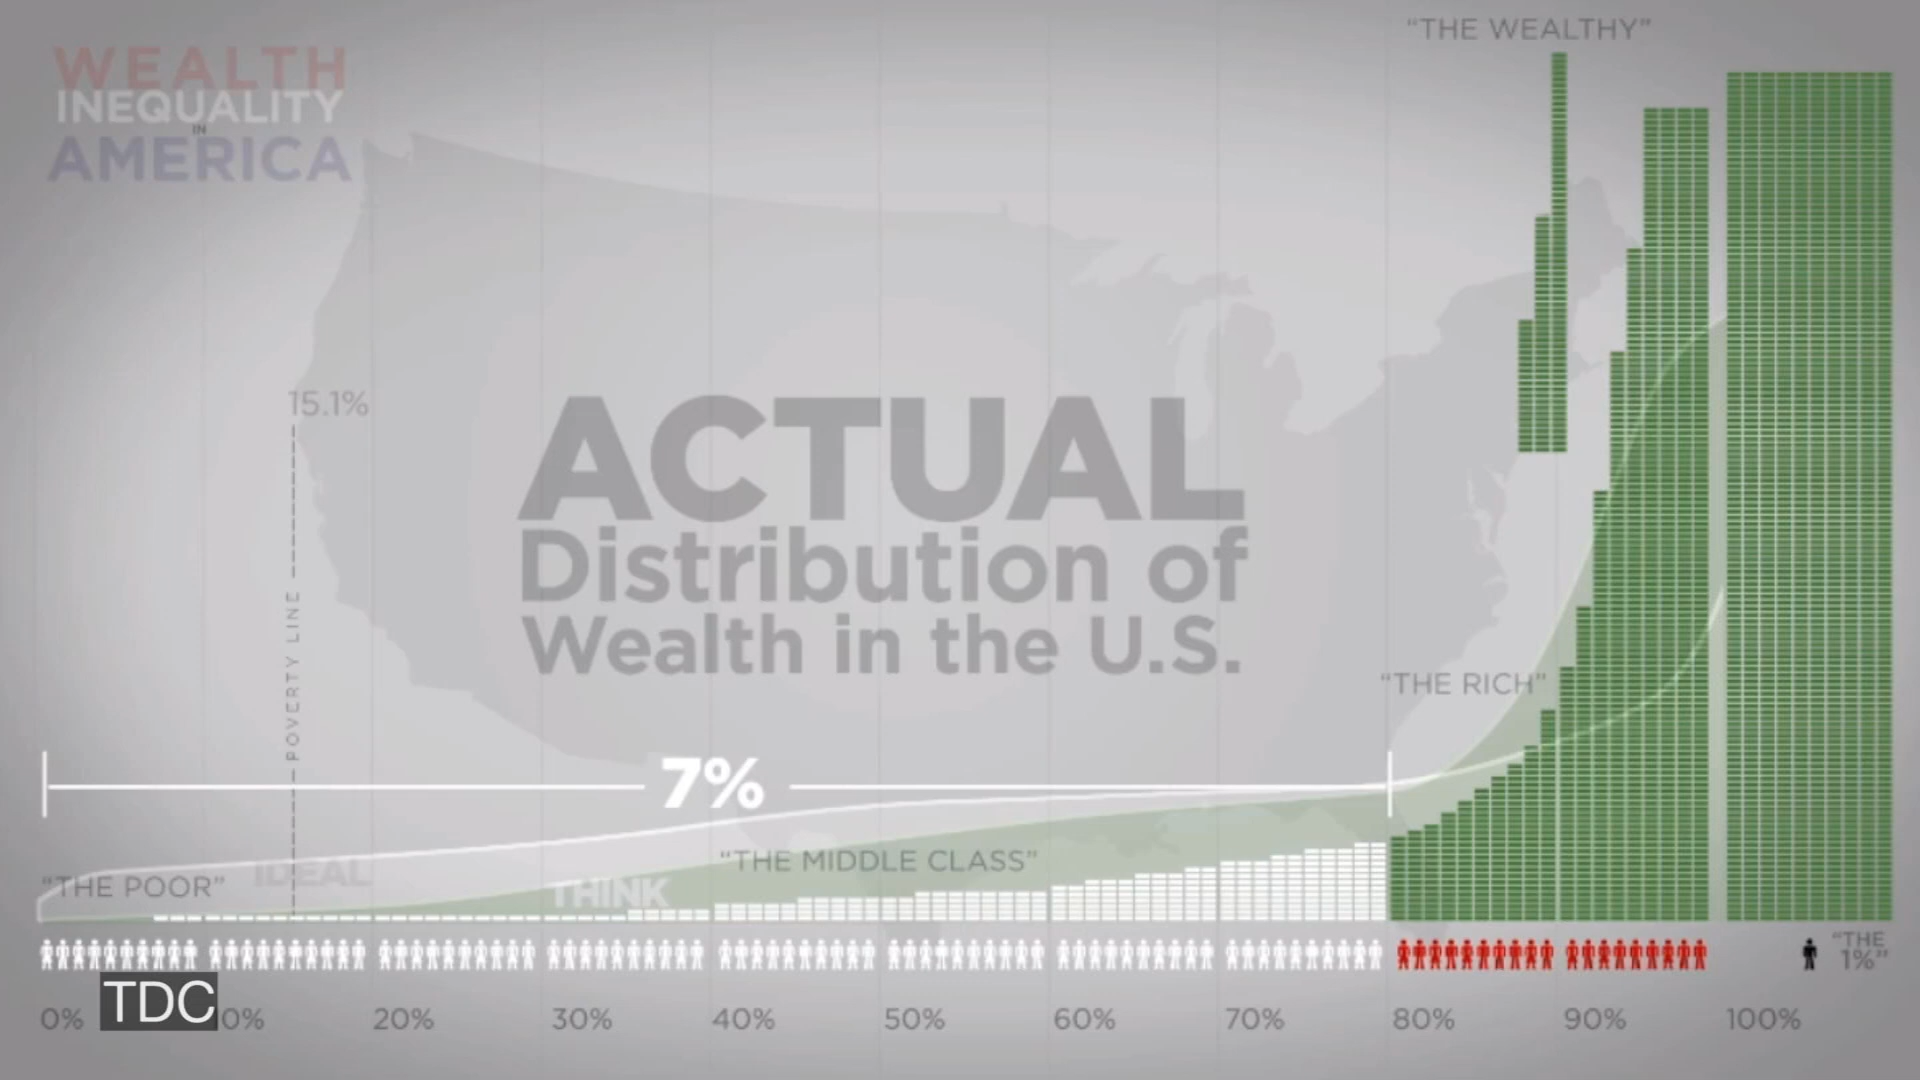 "THE WEALTHY"
WEALTH
INEQUALITY
IN
AMERICA
15.1%
ACTUAL
Distribution of
Wealth in the U.S.
POVERTY LINE
"THE RICH"
7%
"THE POOR"
IDEAL
THINK
"THE MIDDLE CLASS"
"THE
1%"
TDC
0% 0% 20% 30% 40% 50% 60% 70% 80% 90% 100%